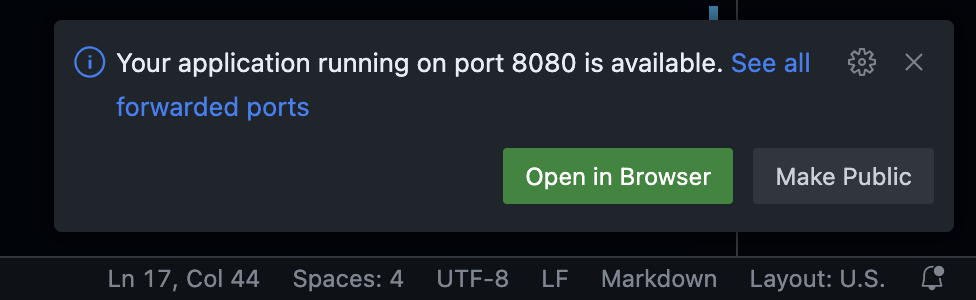 Your application running on port 8080 is available. See all
forwarded ports
Open in Browser Make Public
Ln 17, Col 44 Spaces: 4 UTF-8 LF Markdown Layout: U.S.